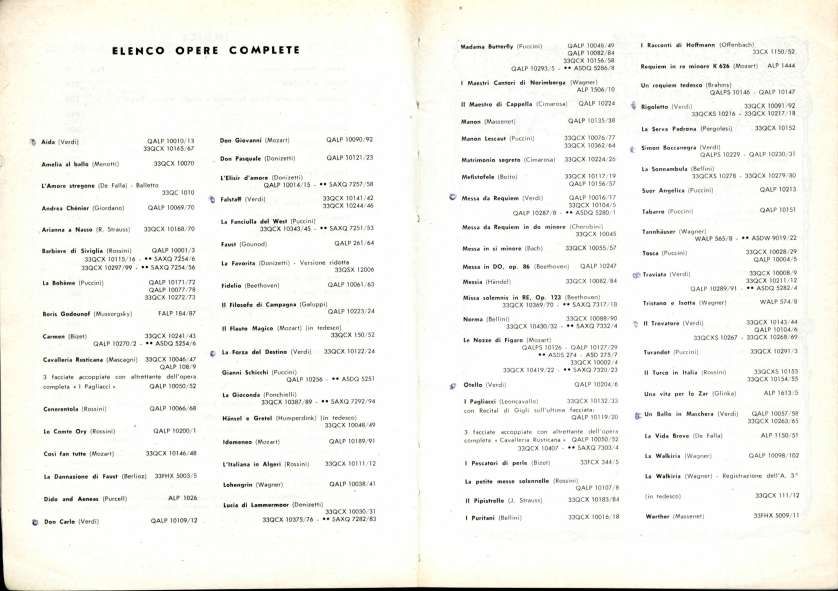 ELENCO OPERE COMPLETE
Aida (Verdi) QALP 10010/13
33QCX 10165/67
Amelia al ballo (Menotti) 33QCX 10070
L'Amore stregone (De Falla) - Balletto
33QC 1010
Andrea Chénier (Giordano) QALP 10069/70
Arianna a Nasso (R. Strauss) 33QCX 10168/70
Barbiere di Siviglia (Rossini) QALP 10001/3
33QCX 10115/16 - •• SAXQ 7254/6
33QCX 10297/99 - •• SAXQ 7254/56
La Bohème (Puccini) QALP 10171/72
QALP 10077/78
33QCX 10272/73
Boris Godounof (Mussorgsky) FALP 184/87
Carmen (Bizet) 33QCX 10241/43
QALP 10270/2 - •• ASDQ 5254/6
Cavalleria Rusticana (Mascagni) 33QCX 10046/47
QALP 108/9
3 facciate accoppiate con altrettante dell'opera
completa « I Pagliacci » QALP 10050/52
Cenerentola (Rossini) QALP 10066/68
Le Comte Ory (Rossini) QALP 10200/1
Così fan tutte (Mozart) 33QCX 10146/48
La Dannazione di Faust (Berlioz) 33FHX 5003/5
Dido and Aeneas (Purcell) ALP 1026
Don Carlo (Verdi) QALP 10109/12
Don Giovanni (Mozart) QALP 10090/92
Don Pasquale (Donizetti) QALP 10121/23
L'Elisir d'amore (Donizetti)
QALP 10014/15 - •• SAXQ 7257/58
Falstaff (Verdi) 33QCX 10141/42
33QCX 10244/46
La Fanciulla del West (Puccini)
33QCX 10343/45 - •• SAXQ 7251/53
Faust (Gounod) QALP 261/64
La Favorita (Donizetti) - Versione ridotta
33QSX 12006
Fidelio (Beethoven) QALP 10061/63
Il Filosofo di Campagna (Galuppi)
QALP 10223/24
Il Flauto Magico (Mozart) (in tedesco)
33QCX 150/52
La Forza del Destino (Verdi) 33QCX 10122/24
Gianni Schicchi (Puccini)
QALP 10256 - •• ASDQ 5251
La Gioconda (Ponchielli)
33QCX 10387/89 - •• SAXQ 7292/94
Hänsel e Gretel (Humperdink) (in tedesco)
33QCX 10048/49
Idomeneo (Mozart) QALP 10189/91
L'Italiana in Algeri (Rossini) 33QCX 10111/12
Lohengrin (Wagner) QALP 10038/41
Lucia di Lammermoor (Donizetti)
33QCX 10030/31
33QCX 10375/76 - •• SAXQ 7282/83
Madama Butterfly (Puccini) QALP 10048/49
QALP 10082/84
33QCX 10156/58
QALP 10293/5 - •• ASDQ 5286/8
I Maestri Cantori di Norimberga (Wagner)
ALP 1506/10
Il Maestro di Cappella (Cimarosa) QALP 10224
Manon (Massenet) QALP 10135/38
Manon Lescaut (Puccini) 33QCX 10076/77
33QCX 10362/64
Matrimonio segreto (Cimarosa) 33QCX 10224/26
Mefistofele (Boito) 33QCX 10117/19
QALP 10156/57
Messa da Requiem (Verdi) QALP 10016/17
33QCX 10104/5
QALP 10287/8 - •• ASDQ 5280/1
Messa da Requiem in do minore (Cherubini)
33QCX 10045
Messa in si minore (Bach) 33QCX 10055/57
Messa in DO, op. 86 (Beethoven) QALP 10247
Messia (Händel) 33QCX 10082/84
Missa solemnis in RE, Op. 123 (Beethoven)
33QCX 10369/70 - •• SAXQ 7317/18
Norma (Bellini) 33QCX 10088/90
33QCX 10430/32 - •• SAXQ 7332/4
Le Nozze di Figaro (Mozart)
QALPS 10126 - QALP 10127/29
•• ASDS 274 - ASD 275/7
33QCX 10002/4
33QCX 10419/22 - •• SAXQ 7320/23
Otello (Verdi) QALP 10204/6
I Pagliacci (Leoncavallo) 33QCX 10132/33
con Recital di Gigli sull'ultima facciata:
QALP 10119/20
3 facciate accoppiate con altrettante dell'opera
completa « Cavalleria Rusticana » QALP 10050/52
33QCX 10407 - •• SAXQ 7303/4
I Pescatori di perle (Bizet) 33FCX 344/5
La petite messe solennelle (Rossini)
QALP 10107/8
Il Pipistrello (J. Strauss) 33QCX 10183/84
I Puritani (Bellini) 33QCX 10016/18
I Racconti di Hoffmann (Offenbach)
33CX 1150/52
Requiem in re minore K 626 (Mozart) ALP 1444
Un requiem tedesco (Brahms)
QALPS 10146 - QALP 10147
Rigoletto (Verdi) 33QCX 10091/92
33QCXS 10216 - 33QCX 10217/18
La Serva Padrona (Pergolesi) 33QCX 10152
Simon Boccanegra (Verdi)
QALPS 10229 - QALP 10230/31
La Sonnambula (Bellini)
33QCXS 10278 - 33QCX 10279/80
Suor Angelica (Puccini) QALP 10213
Tabarro (Puccini) QALP 10151
Tannhäuser (Wagner)
WALP 565/8 - •• ASDW 9019/22
Tosca (Puccini) 33QCX 10028/29
QALP 10004/5
Traviata (Verdi) 33QCX 10008/9
33QCX 10211/12
QALP 10289/91 - •• ASDQ 5282/4
Tristano e Isotta (Wagner) WALP 574/8
Il Trovatore (Verdi) 33QCX 10143/44
QALP 10104/6
33QCXS 10267 - 33QCX 10268/69
Turandot (Puccini) 33QCX 10291/3
Il Turco in Italia (Rossini) 33QCXS 10153
33QCX 10154/55
Una vita per lo Zar (Glinka) ALP 1613/5
Un Ballo in Maschera (Verdi) QALP 10057/58
33QCX 10263/65
La Vida Breve (De Falla) ALP 1150/51
La Walkiria (Wagner) QALP 10098/102
La Walkiria (Wagner) - Registrazione dell'A. 3°
(in tedesco) 33QCX 111/12
Werther (Massenet) 33FHX 5009/11